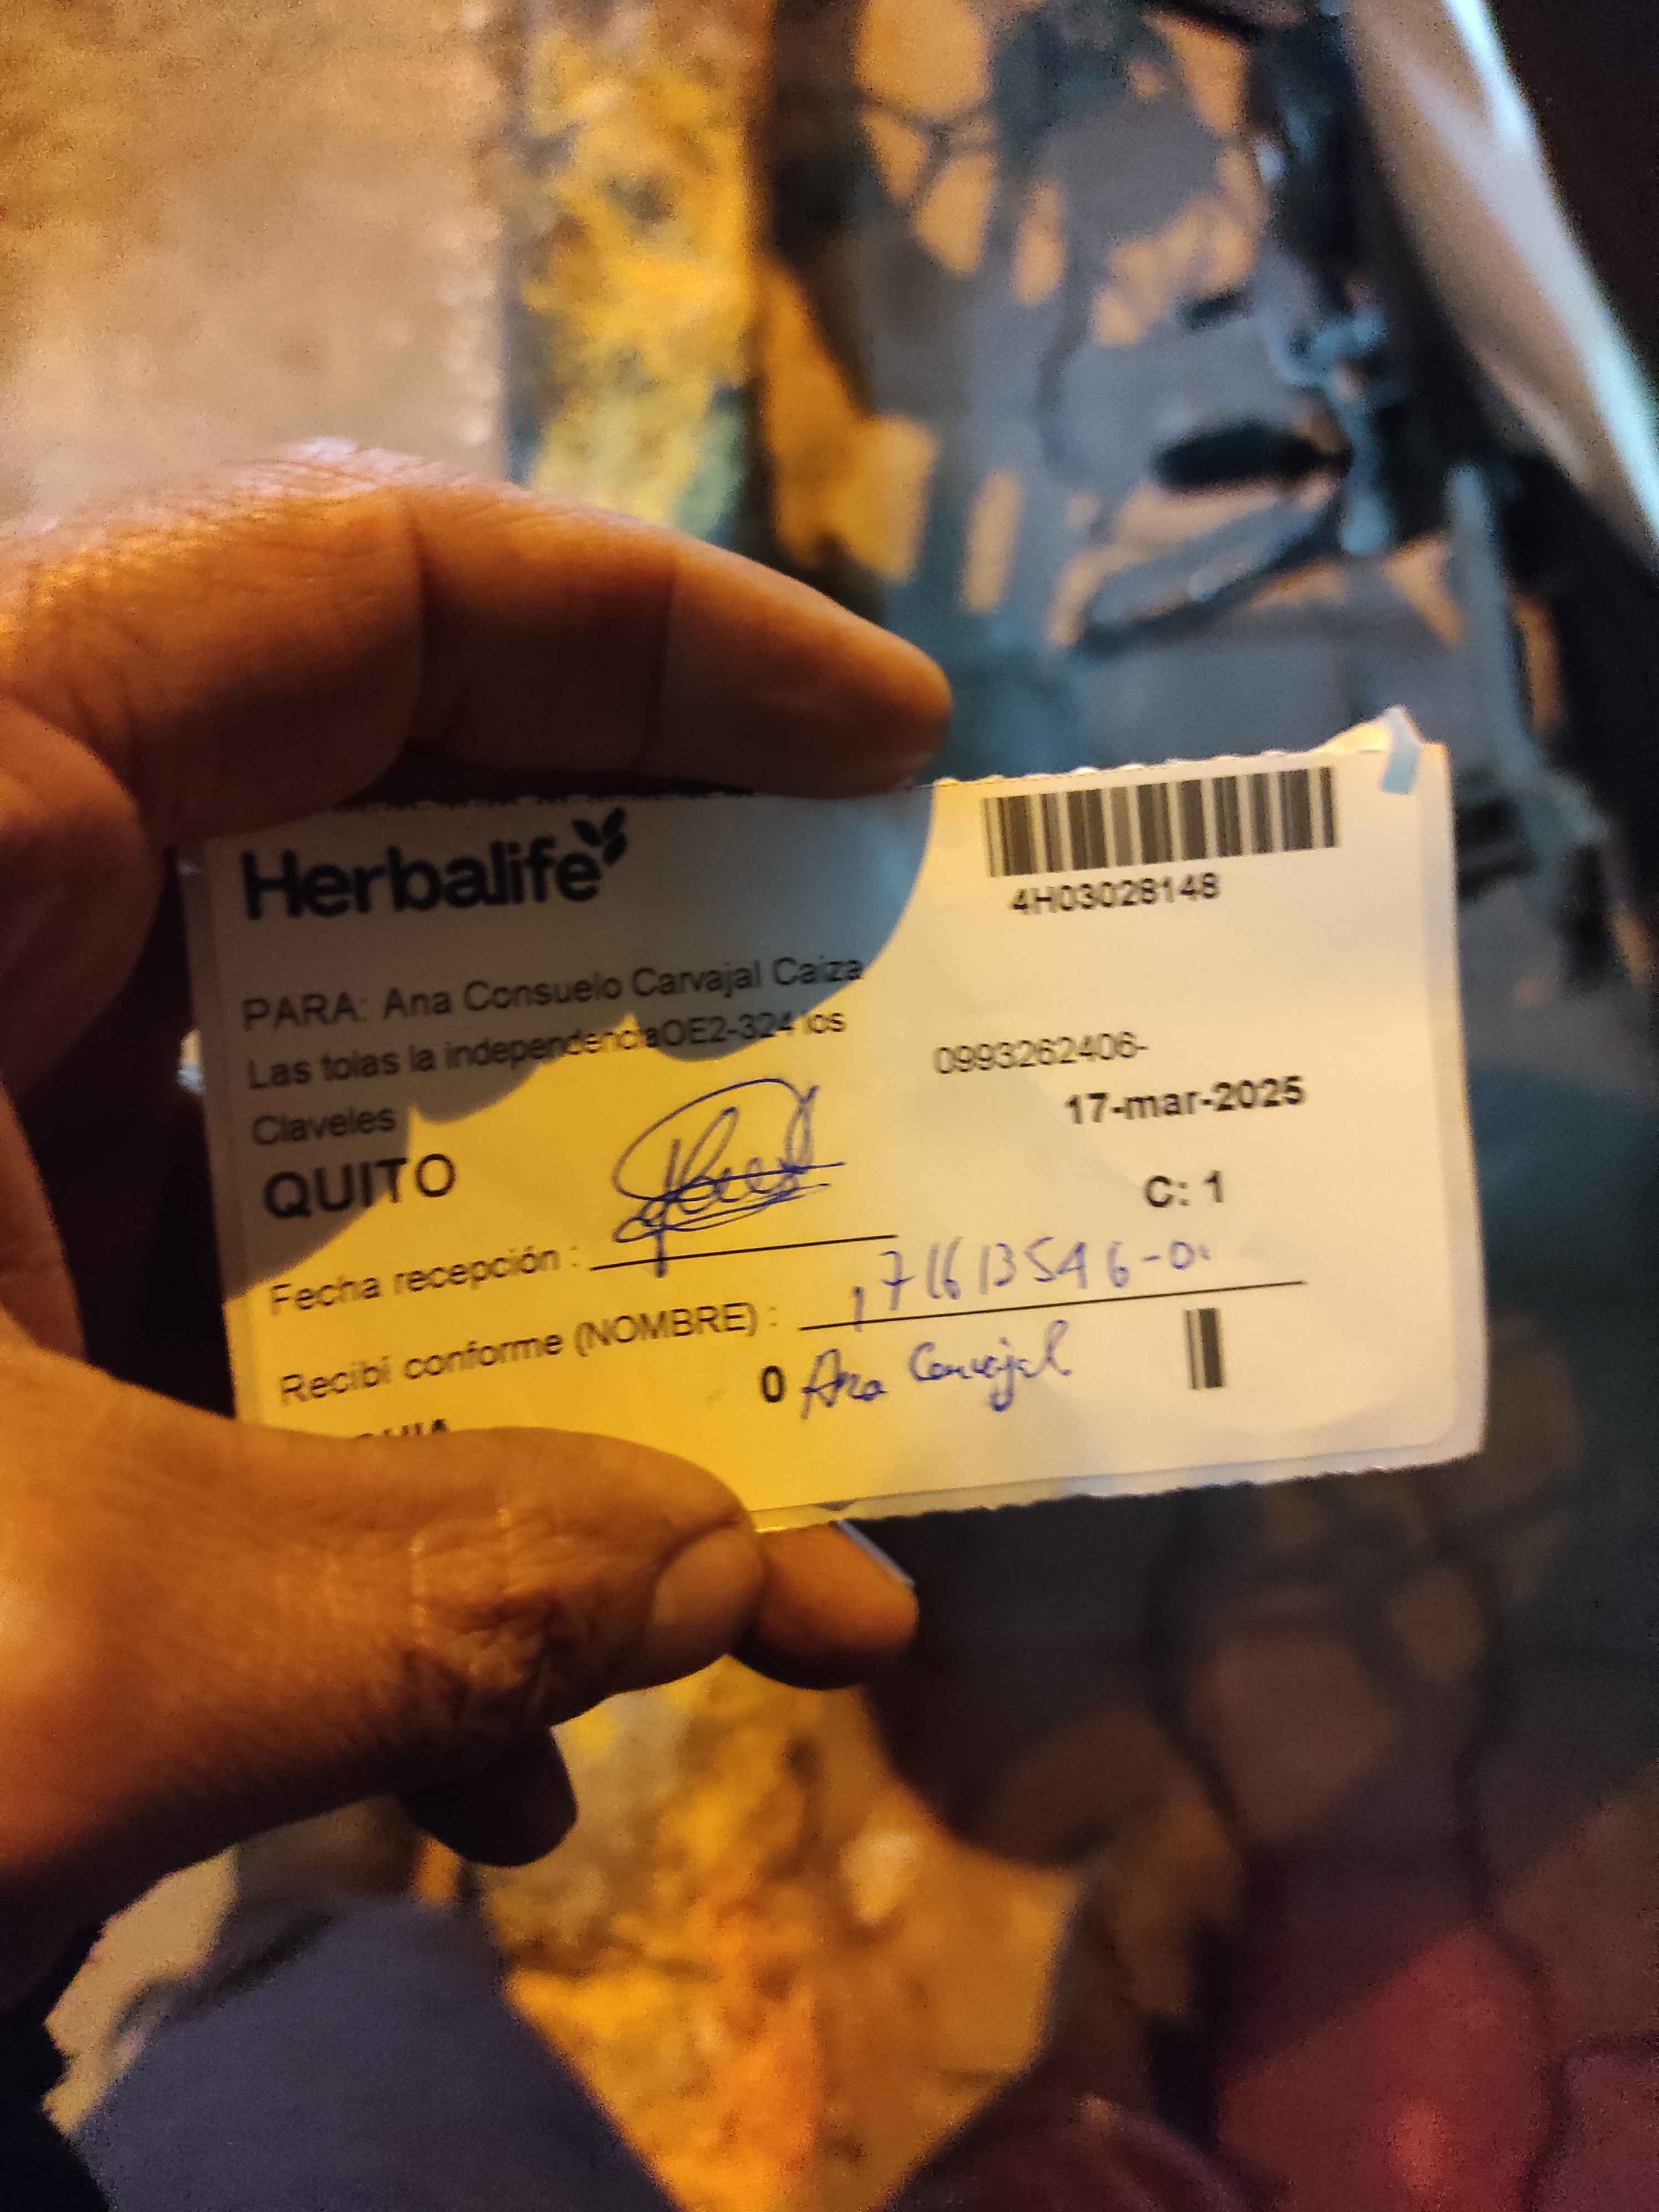 Herbalife
4H03028148
PARA: Ana Consuelo Carvajal Caiza
Las tolas la independenciaOE2-324 los
Claveles
0993262406-
17-mar-2025
QUITO
C: 1
Fecha recepción :
171613546-0
Recibí conforme (NOMBRE) :
0 Ana Carvajal